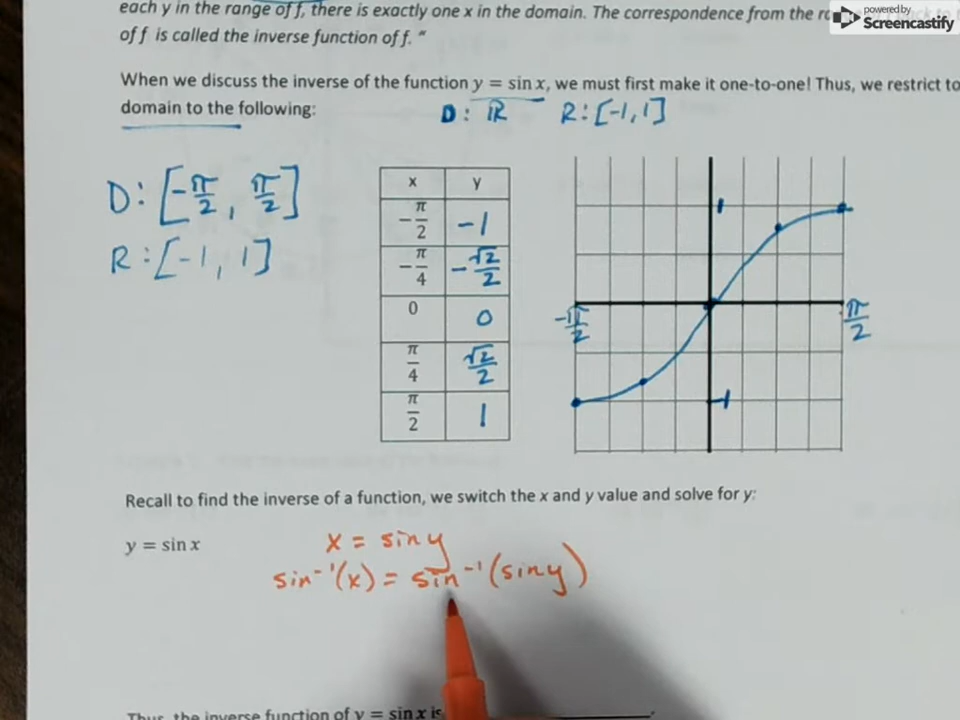 each y in the range of f, there is exactly one x in the domain. The correspondence from the
of f is called the inverse function of f. "
powered by
Screencastify
When we discuss the inverse of the function y = sin x, we must first make it one-to-one! Thus, we restrict
domain to the following:
D: ℝ R: [-1, 1]
D: [-π/2, π/2]
R: [-1, 1]
x y
-π/2 -1
-π/4 -√2/2
0 0
π/4 √2/2
π/2 1
1
-π/2 π/2
-1
Recall to find the inverse of a function, we switch the x and y value and solve for y:
y = sin x x = sin y
sin⁻¹(x) = sin⁻¹(sin y)
Thus, the inverse function of y = sin x is